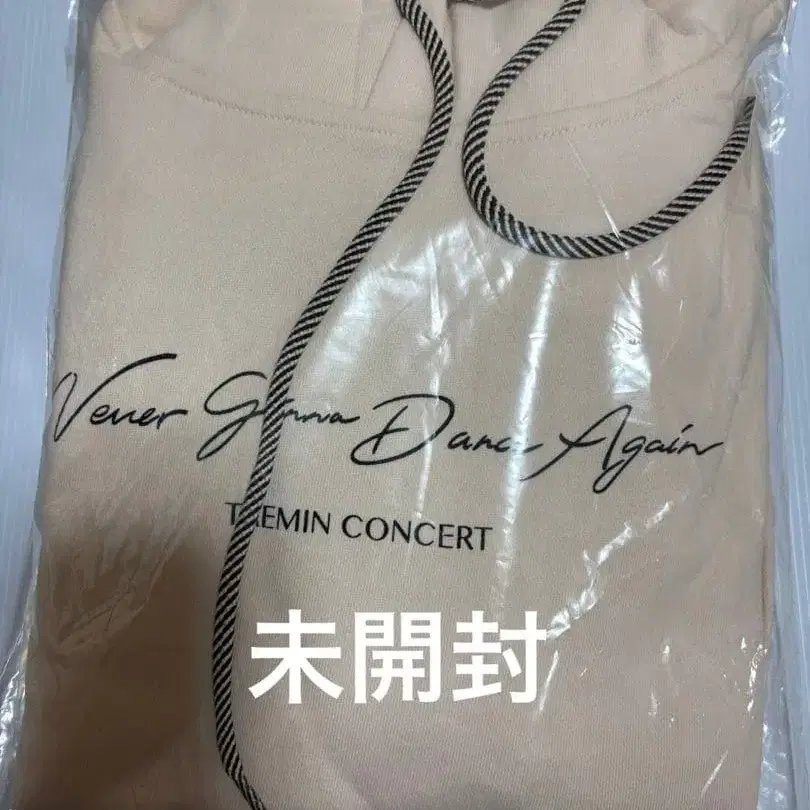 Never Gonna Dance Again
TAEMIN CONCERT
未開封